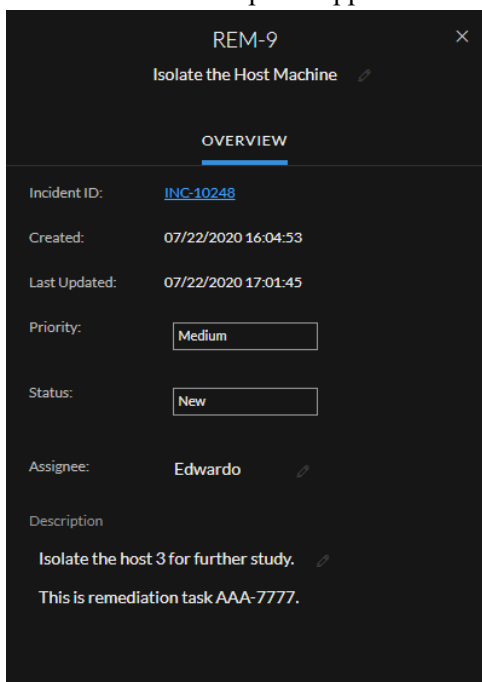 REM-9
Isolate the Host Machine
OVERVIEW
Incident ID: INC-10248
Created: 07/22/2020 16:04:53
Last Updated: 07/22/2020 17:01:45
Priority: Medium
Status: New
Assignee: Edwardo
Description
Isolate the host 3 for further study.
This is remediation task AAA-7777.